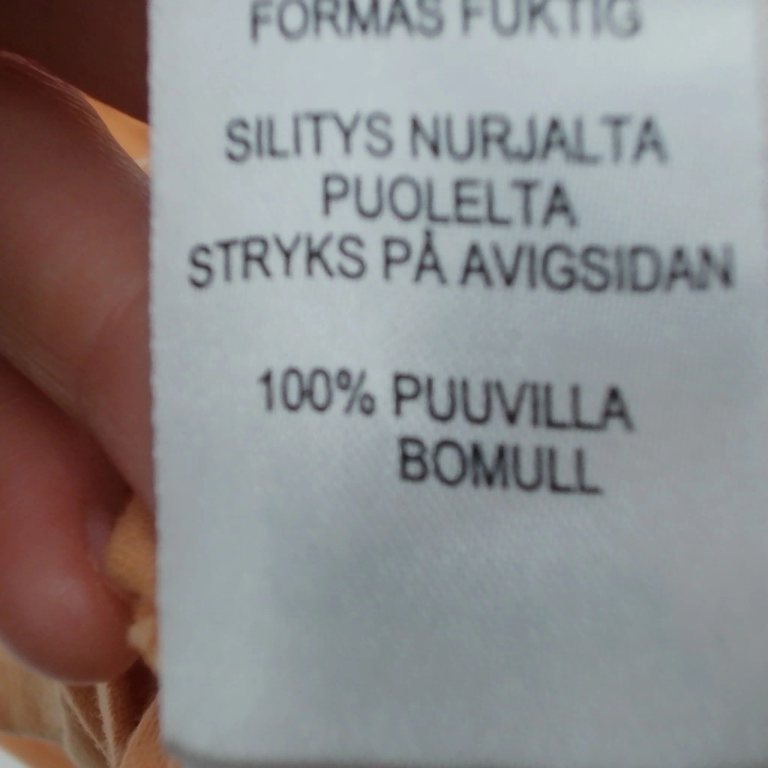 FORMAS FUKTIG
SILITYS NURJALTA
PUOLELTA
STRYKS PÅ AVIGSIDAN
100% PUUVILLA
BOMULL